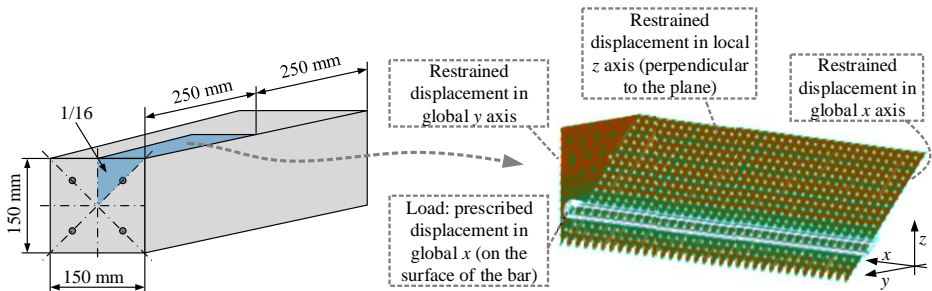 250 mm
250 mm
1/16
150 mm
150 mm
Restrained
displacement in
global y axis
Restrained
displacement in local
z axis (perpendicular
to the plane)
Restrained
displacement in
global x axis
Load: prescribed
displacement in
global x (on the
surface of the bar)
z
x
y